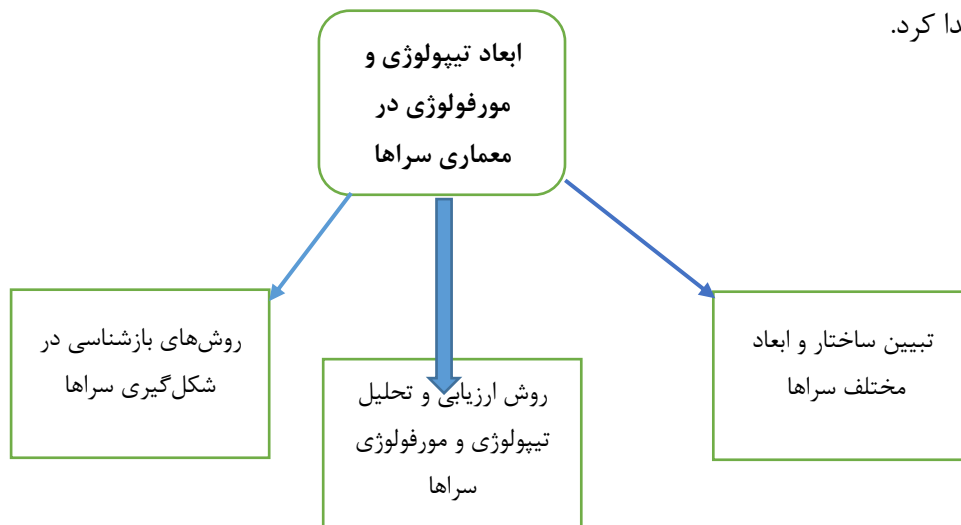 کرد.
ابعاد تیپولوژی و
مورفولوژی در
معماری سراها
تبیین ساختار و ابعاد
مختلف سراها
روش ارزیابی و تحلیل
تیپولوژی و مورفولوژی
سراها
روش‌های بازشناسی در
شکل‌گیری سراها